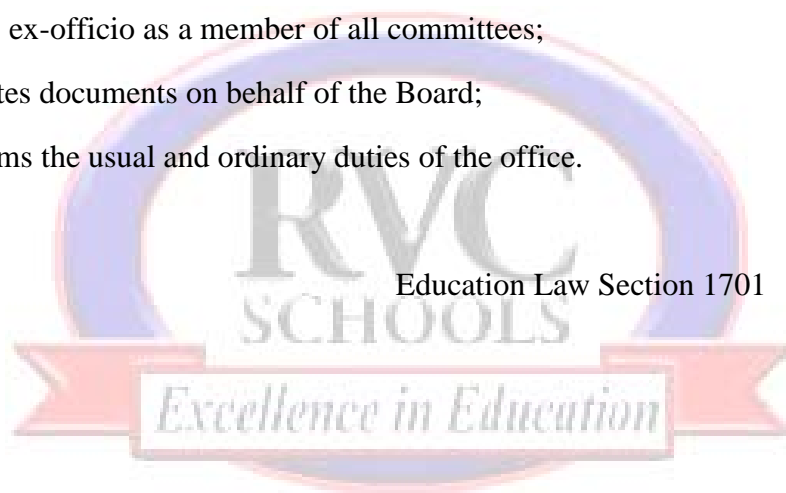 ex-officio as a member of all committees;
tes documents on behalf of the Board;
ms the usual and ordinary duties of the office.
RVC
Education Law Section 1701
SCHOOLS
Excellence in Education